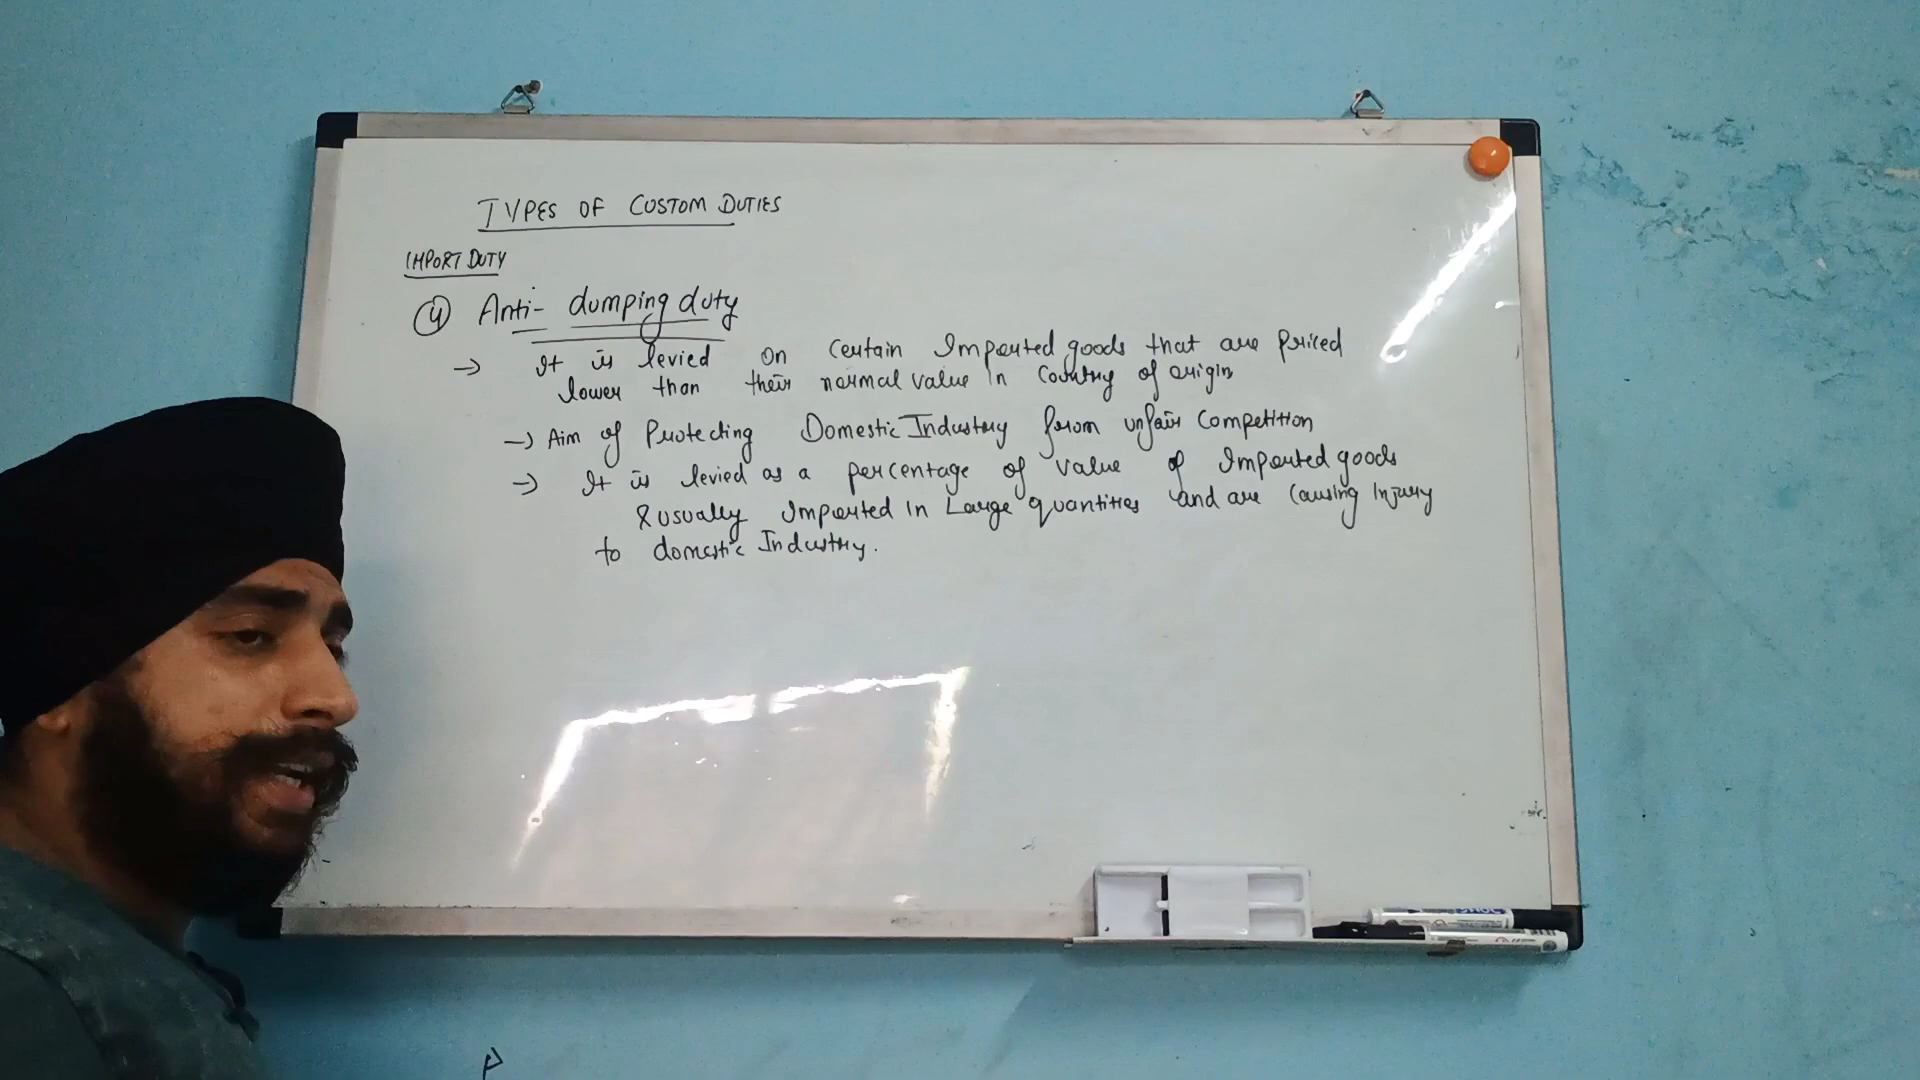 TYPES OF CUSTOM DUTIES
IMPORT DUTY
④ Anti-dumping duty
→ It is levied on certain Imported goods that are Priced
lower than their normal value in Country of origin
→ Aim of Protecting Domestic Industry from unfair Competition
→ It is levied as a percentage of value of Imported goods
& usually Imported in Large quantities and are Causing Injury
to domestic Industry.